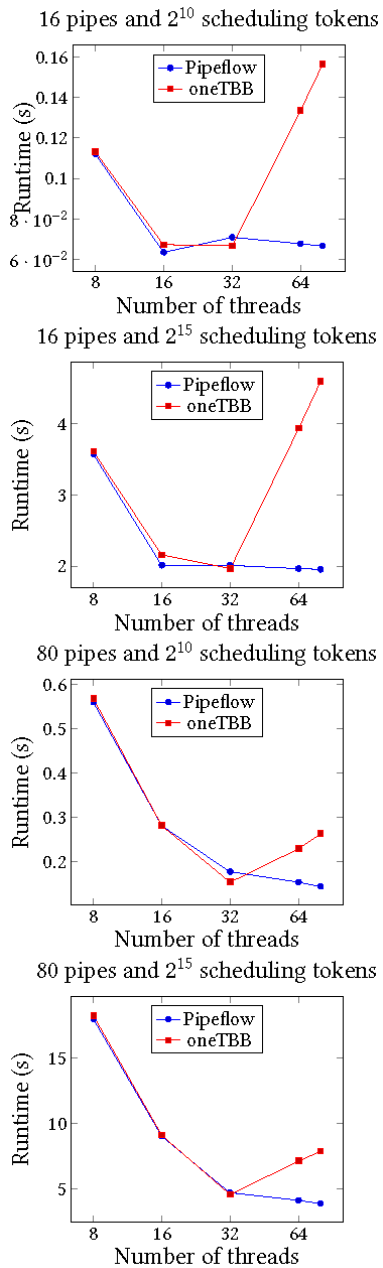 16 pipes and 2^10 scheduling tokens
Pipeflow
oneTBB
Runtime (s)
0.16
0.14
0.12
0.1
8 · 10^-2
6 · 10^-2
8 16 32 64
Number of threads
16 pipes and 2^15 scheduling tokens
Pipeflow
oneTBB
Runtime (s)
4
3
2
8 16 32 64
Number of threads
80 pipes and 2^10 scheduling tokens
Pipeflow
oneTBB
Runtime (s)
0.6
0.5
0.4
0.3
0.2
8 16 32 64
Number of threads
80 pipes and 2^15 scheduling tokens
Pipeflow
oneTBB
Runtime (s)
15
10
5
8 16 32 64
Number of threads